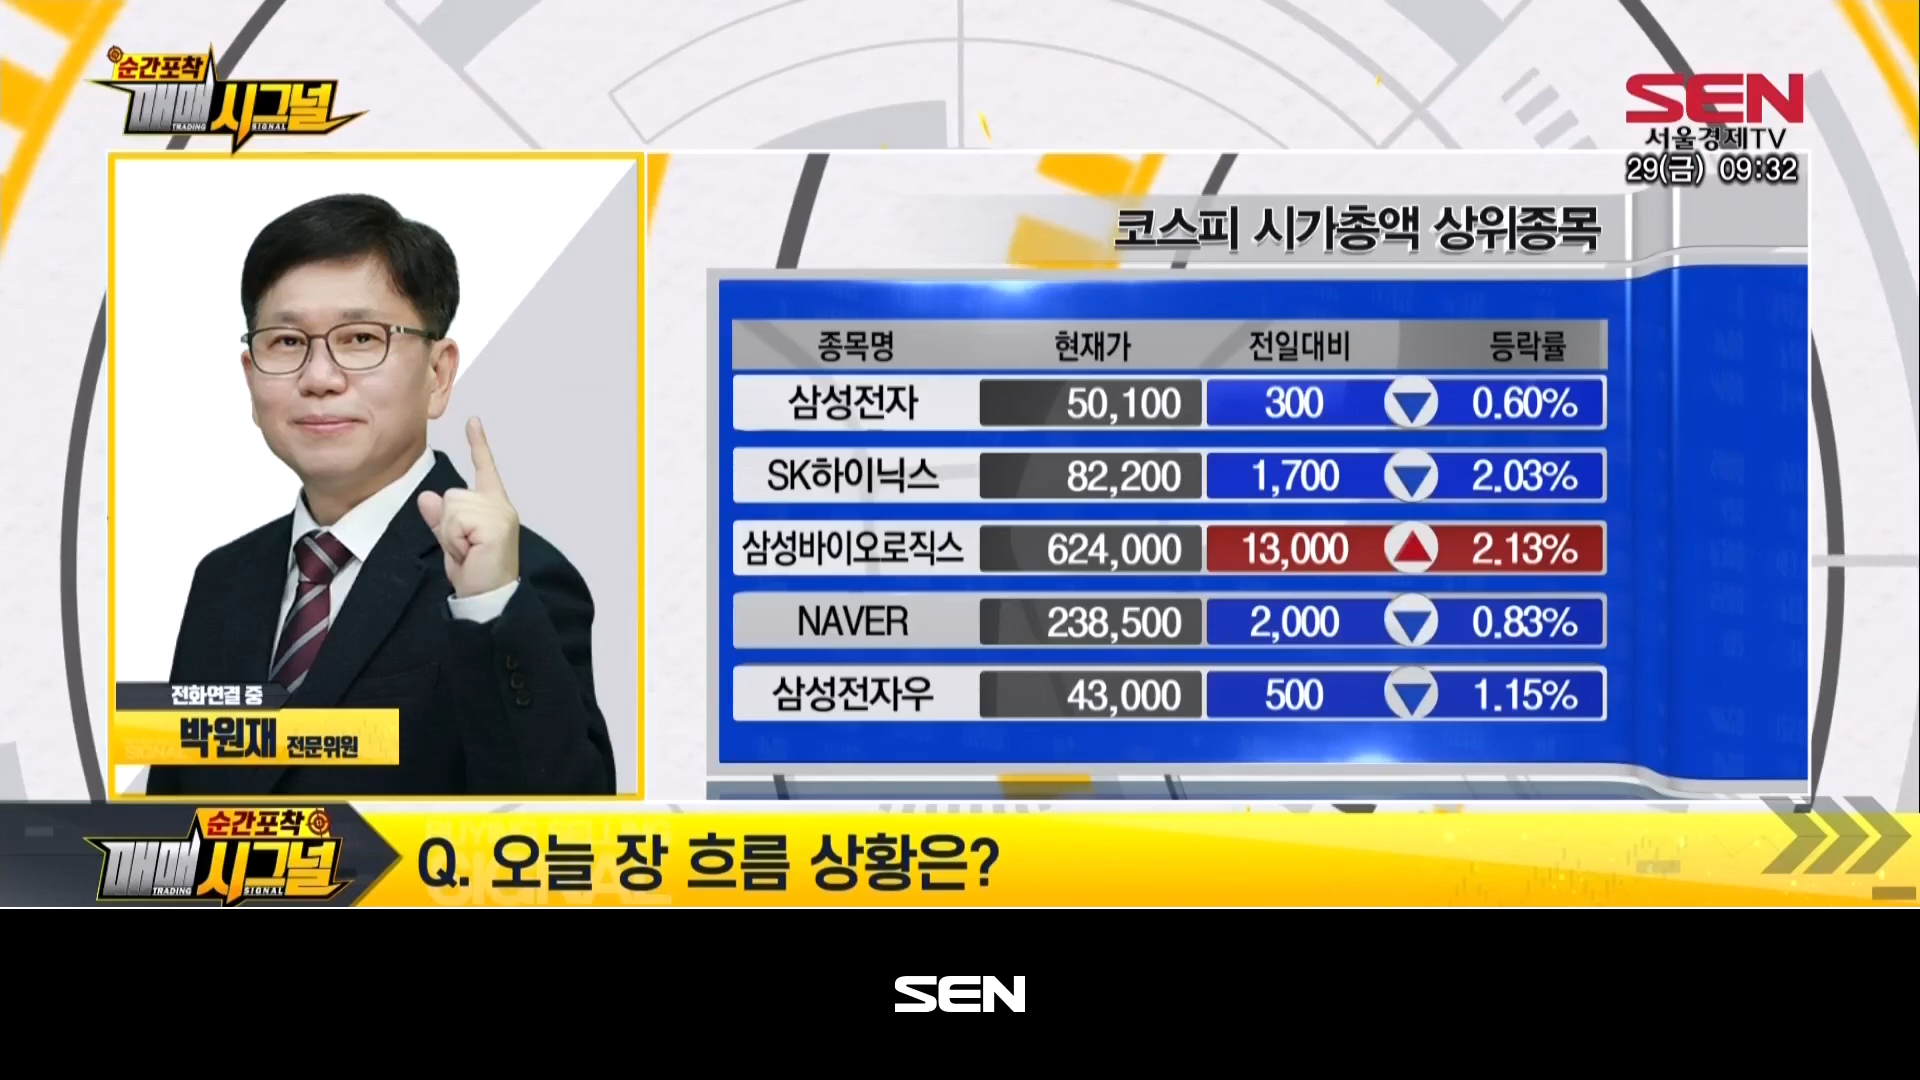 순간포착
매매 시그널
TRADING SIGNAL
SEN
서울경제TV
29(금) 09:32
코스피 시가총액 상위종목
종목명 현재가 전일대비 등락률
삼성전자 50,100 300 ▼ 0.60%
SK하이닉스 82,200 1,700 ▼ 2.03%
삼성바이오로직스 624,000 13,000 ▲ 2.13%
NAVER 238,500 2,000 ▼ 0.83%
삼성전자우 43,000 500 ▼ 1.15%
전화연결 중
박원재 전문위원
순간포착
매매 시그널
TRADING SIGNAL
Q. 오늘 장 흐름 상황은?
SEN